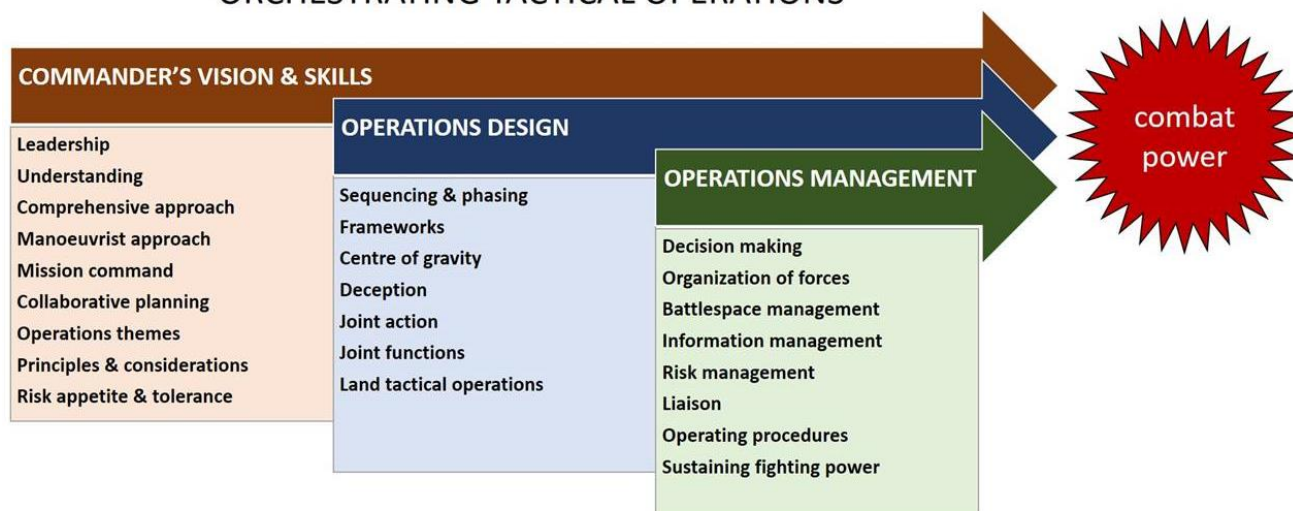 ORCHESTRATING TACTICAL OPERATIONS
COMMANDER'S VISION & SKILLS
Leadership
Understanding
Comprehensive approach
Manoeuvrist approach
Mission command
Collaborative planning
Operations themes
Principles & considerations
Risk appetite & tolerance
OPERATIONS DESIGN
Sequencing & phasing
Frameworks
Centre of gravity
Deception
Joint action
Joint functions
Land tactical operations
OPERATIONS MANAGEMENT
Decision making
Organization of forces
Battlespace management
Information management
Risk management
Liaison
Operating procedures
Sustaining fighting power
combat
power